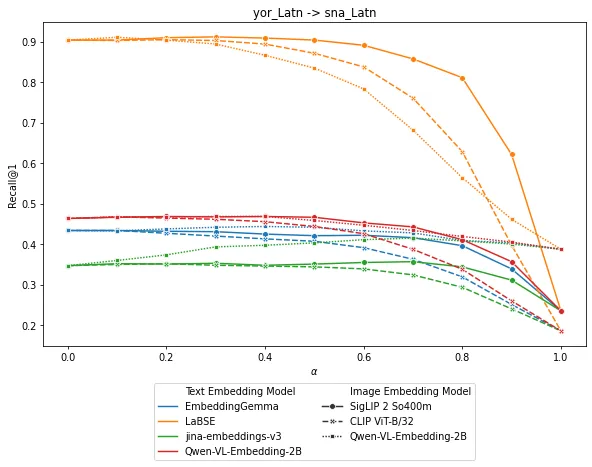 yor_Latn -> sna_Latn
Recall@1
0.9
0.8
0.7
0.6
0.5
0.4
0.3
0.2
0.0 0.2 0.4 0.6 0.8 1.0
α
Text Embedding Model Image Embedding Model
EmbeddingGemma SigLIP 2 So400m
LaBSE CLIP ViT-B/32
jina-embeddings-v3 Qwen-VL-Embedding-2B
Qwen-VL-Embedding-2B